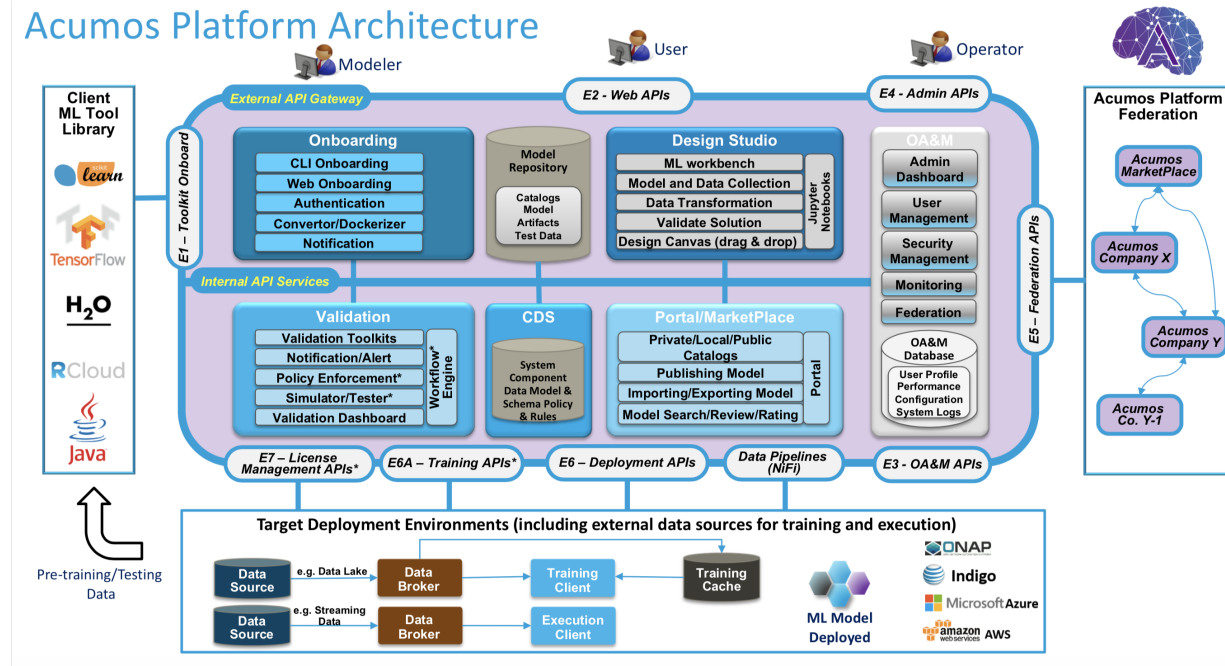 Acumos Platform Architecture
Modeler
User
Operator
Client
ML Tool
Library
learn
TensorFlow
H2O
RCloud
Java
Pre-training/Testing
Data
External API Gateway
E2 - Web APIs
E4 - Admin APIs
E1 – Toolkit Onboard
Onboarding
CLI Onboarding
Web Onboarding
Authentication
Convertor/Dockerizer
Notification
Model
Repository
Catalogs
Model
Artifacts
Test Data
Design Studio
ML workbench
Model and Data Collection
Data Transformation
Validate Solution
Design Canvas (drag & drop)
Jupyter
Notebooks
OA&M
Admin
Dashboard
User
Management
Security
Management
Monitoring
Federation
OA&M
Database
User Profile
Performance
Configuration
System Logs
Internal API Services
Validation
Validation Toolkits
Notification/Alert
Policy Enforcement*
Simulator/Tester*
Validation Dashboard
Workflow*
Engine
CDS
System
Component
Data Model &
Schema Policy
& Rules
Portal/MarketPlace
Private/Local/Public
Catalogs
Publishing Model
Importing/Exporting Model
Model Search/Review/Rating
Portal
E5 – Federation APIs
E7 – License
Management APIs*
E6A – Training APIs*
E6 – Deployment APIs
Data Pipelines
(NiFi)
E3 - OA&M APIs
Acumos Platform
Federation
Acumos
MarketPlace
Acumos
Company X
Acumos
Company Y
Acumos
Co. Y-1
Target Deployment Environments (including external data sources for training and execution)
Data
Source
e.g. Data Lake
Data
Broker
Training
Client
Training
Cache
Data
Source
e.g. Streaming
Data
Data
Broker
Execution
Client
ML Model
Deployed
ONAP
Indigo
Microsoft Azure
amazon
webservices
AWS